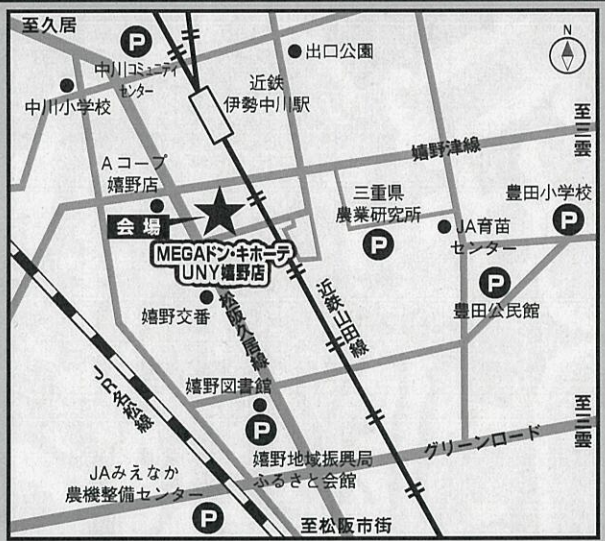 至久居
P
中川コミュニティ
センター
中川小学校
出口公園
近鉄
伊勢中川駅
N
至三雲
嬉野津線
Aコープ
嬉野店
会場
MEGAドン・キホーテ
UNY嬉野店
三重県
農業研究所
P
JA育苗
センター
豊田小学校
P
P
豊田公民館
嬉野交番
松阪久居線
近鉄山田線
JR名松線
嬉野図書館
P
嬉野地域振興局
ふるさと会館
グリーンロード
至三雲
JAみえなか
農機整備センター
P
至松阪市街